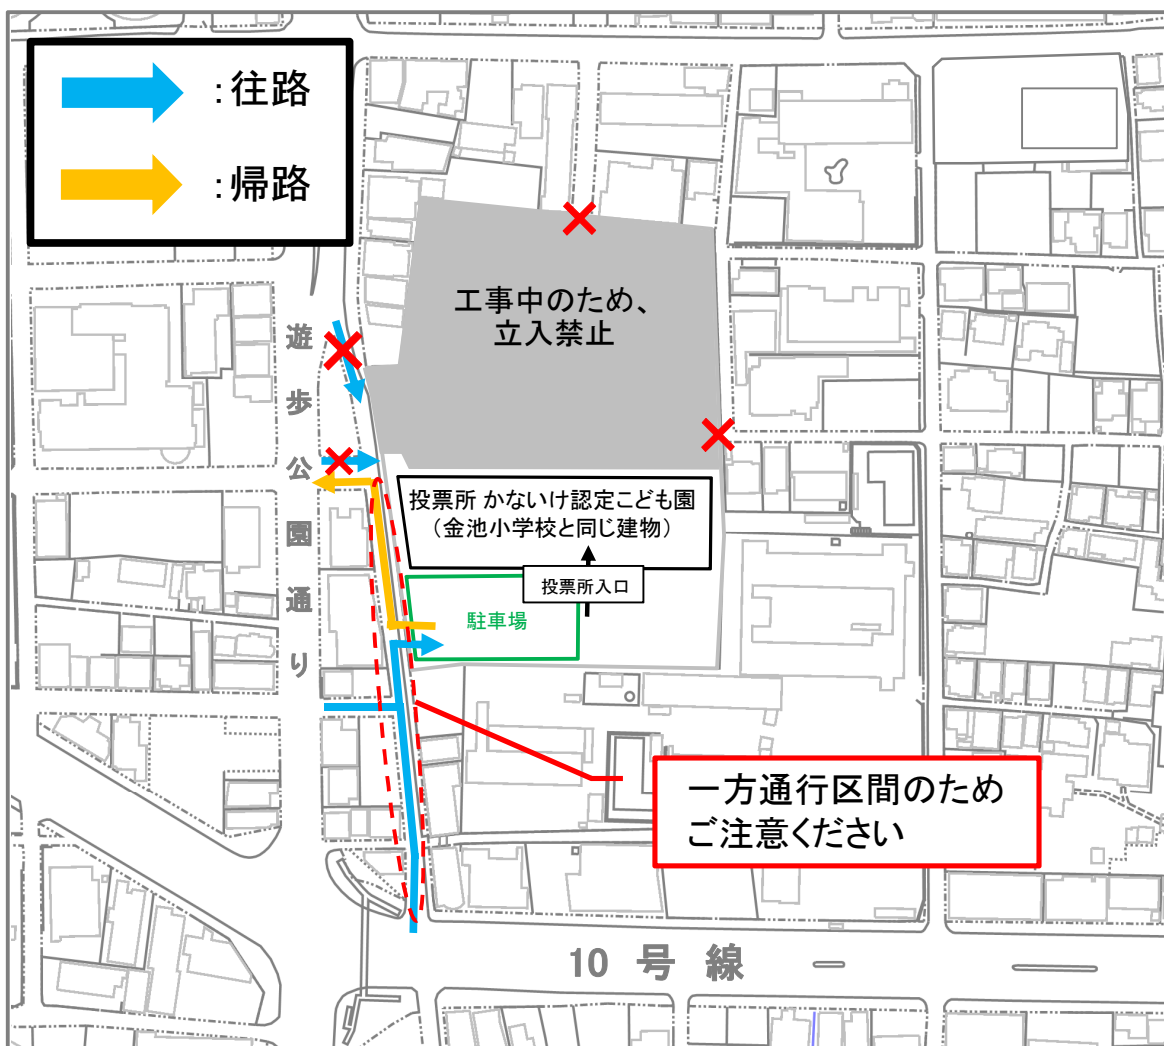 :往路
:帰路
工事中のため、
立入禁止
遊歩公園通り
投票所 かないけ認定こども園
（金池小学校と同じ建物）
投票所入口
駐車場
一方通行区間のため
ご注意ください
10 号 線